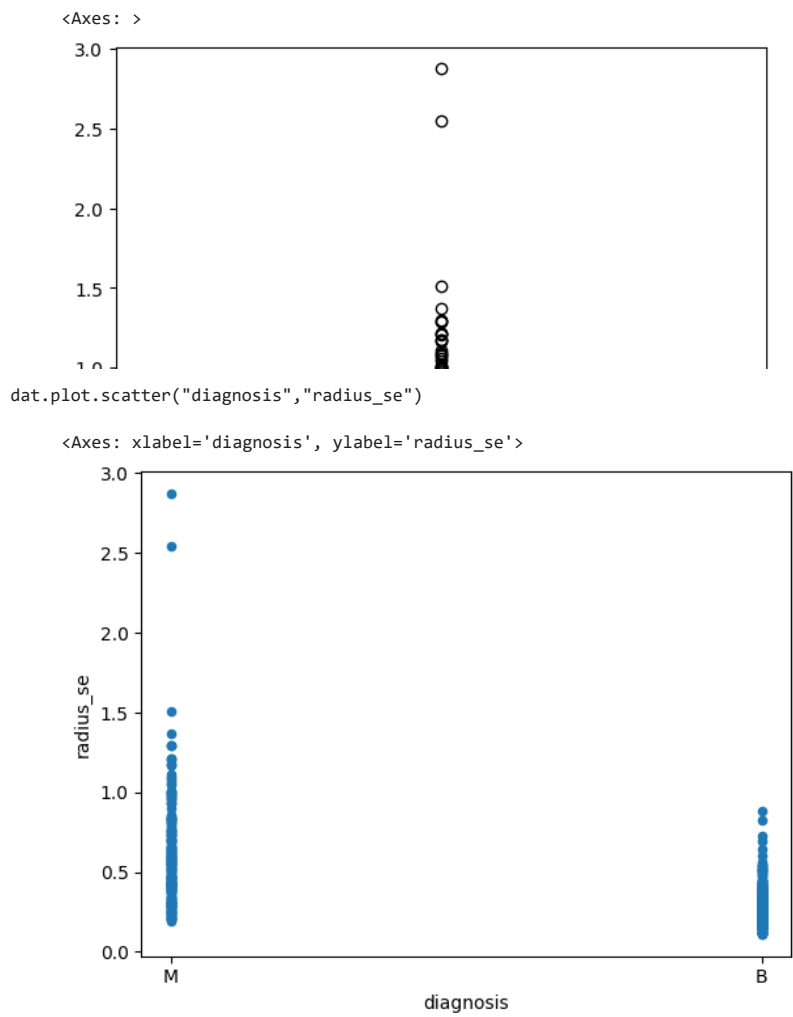 <Axes: >
3.0
2.5
2.0
1.5
1.0
dat.plot.scatter("diagnosis","radius_se")
<Axes: xlabel='diagnosis', ylabel='radius_se'>
3.0
2.5
2.0
1.5
1.0
0.5
0.0
radius_se
M B
diagnosis